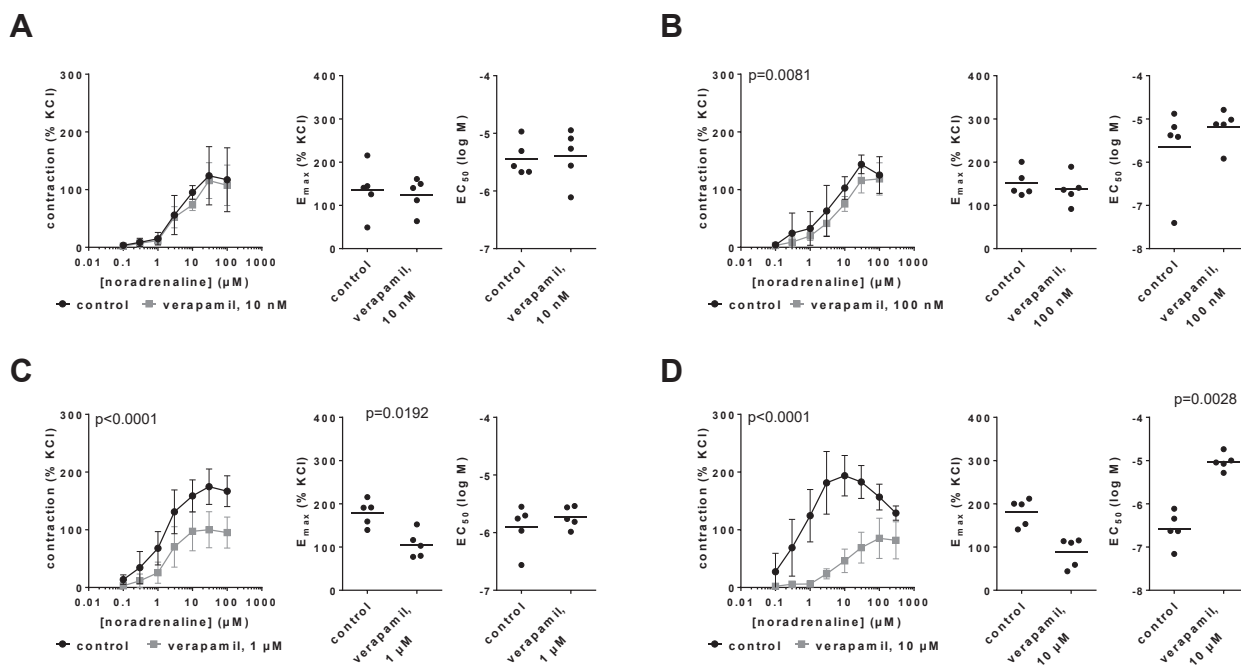 A
contraction (% KCl)
300
200
100
0
0.01 0.1 1 10 100 1000
[noradrenaline] (µM)
control verapamil, 10 nM
Emax (% KCl)
400
300
200
100
0
control
verapamil, 10 nM
EC50 (log M)
-4
-5
-6
-7
control
verapamil, 10 nM
B
p=0.0081
contraction (% KCl)
300
200
100
0
0.01 0.1 1 10 100 1000
[noradrenaline] (µM)
control verapamil, 100 nM
Emax (% KCl)
400
300
200
100
0
control
verapamil, 100 nM
EC50 (log M)
-4
-5
-6
-7
-8
control
verapamil, 100 nM
C
p<0.0001
contraction (% KCl)
300
200
100
0
0.01 0.1 1 10 100 1000
[noradrenaline] (µM)
control verapamil, 1 µM
p=0.0192
Emax (% KCl)
400
300
200
100
0
control
verapamil, 1 µM
EC50 (log M)
-4
-5
-6
-7
control
verapamil, 1 µM
D
p<0.0001
contraction (% KCl)
300
200
100
0
0.01 0.1 1 10 100 1000
[noradrenaline] (µM)
control verapamil, 10 µM
Emax (% KCl)
400
300
200
100
0
control
verapamil, 10 µM
p=0.0028
EC50 (log M)
-4
-5
-6
-7
-8
control
verapamil, 10 µM